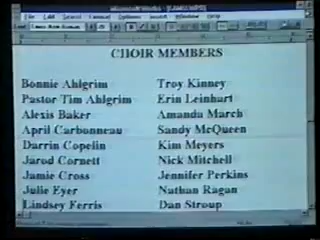 CHOIR MEMBERS
Bonnie Ahlgrim Troy Kinney
Pastor Tim Ahlgrim Erin Leinhart
Alexis Baker Amanda March
April Carbonneau Sandy McQueen
Darrin Copelin Kim Meyers
Jarod Cornett Nick Mitchell
Jamie Cross Jennifer Perkins
Julie Eyer Nathan Ragan
Lindsey Ferris Dan Stroup